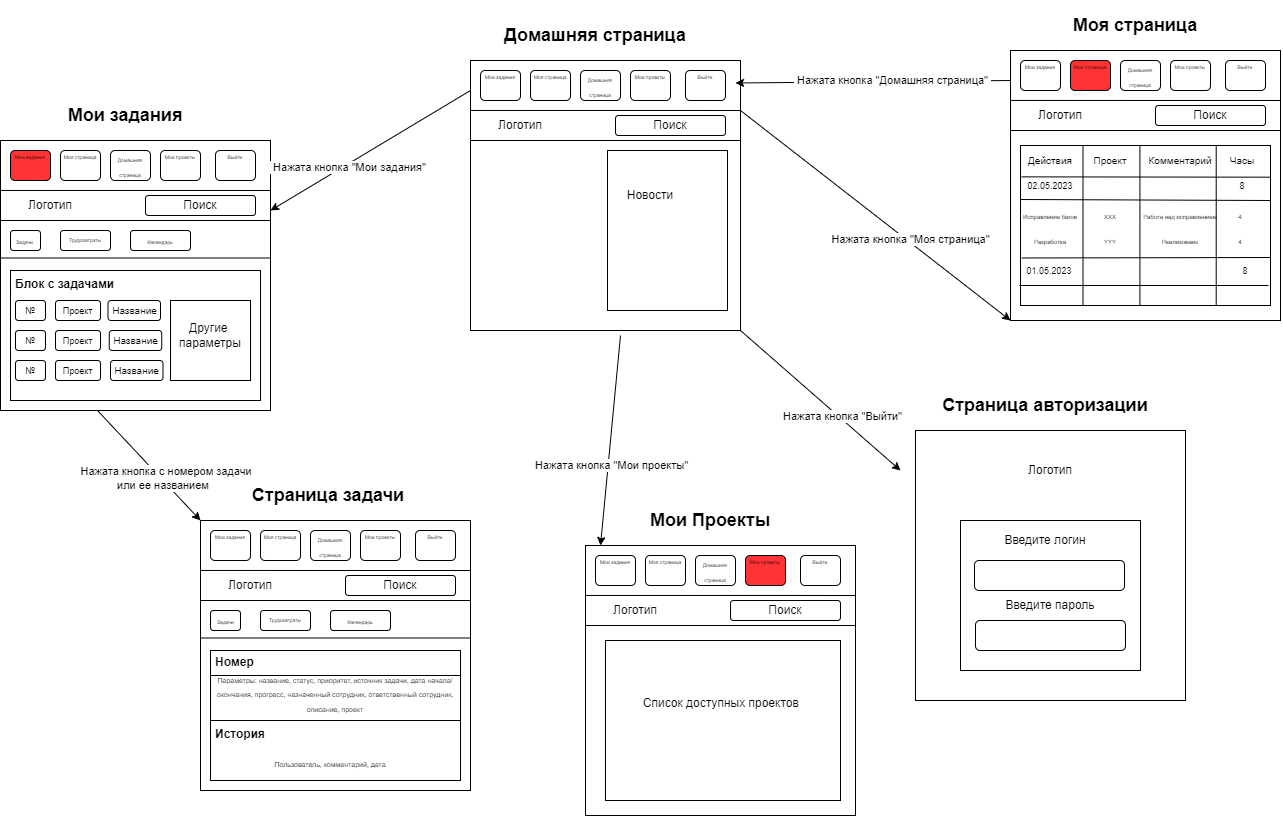 Домашняя страница
Мои задания
Моя страница
Домашняя
страница
Мои проекты
Выйти
Логотип
Поиск
Новости
Моя страница
Мои задания
Моя страница
Домашняя
страница
Мои проекты
Выйти
Логотип
Поиск
Действия Проект Комментарий Часы
02.05.2023 8
Исправление багов XXX Работа над исправлением 4
Разработка YYY Реализовано 4
01.05.2023 8
Нажата кнопка "Домашняя страница"
Нажата кнопка "Мои задания"
Нажата кнопка "Моя страница"
Нажата кнопка "Выйти"
Нажата кнопка "Мои проекты"
Мои задания
Мои задания
Моя страница
Домашняя
страница
Мои проекты
Выйти
Логотип
Поиск
Задачи
Трудозатраты
Календарь
Блок с задачами
№ Проект Название
№ Проект Название
№ Проект Название
Другие
параметры
Нажата кнопка с номером задачи
или ее названием
Страница задачи
Мои задания
Моя страница
Домашняя
страница
Мои проекты
Выйти
Логотип
Поиск
Задачи
Трудозатраты
Календарь
Номер
Параметры: название, статус, приоритет, источник задачи, дата начала/
окончания, прогресс, назначенный сотрудник, ответственный сотрудник,
описание, проект
История
Пользователь, комментарий, дата
Мои Проекты
Мои задания
Моя страница
Домашняя
страница
Мои проекты
Выйти
Логотип
Поиск
Список доступных проектов
Страница авторизации
Логотип
Введите логин
Введите пароль